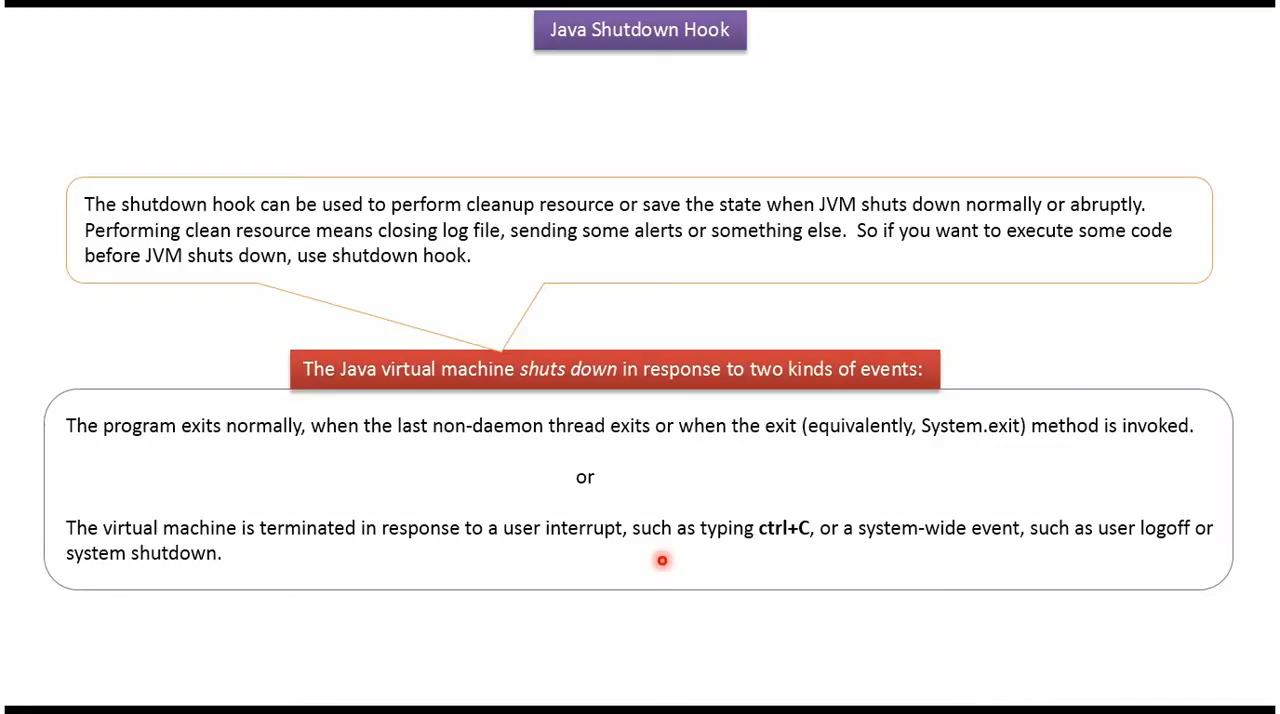 Java Shutdown Hook
The shutdown hook can be used to perform cleanup resource or save the state when JVM shuts down normally or abruptly.
Performing clean resource means closing log file, sending some alerts or something else.  So if you want to execute some code
before JVM shuts down, use shutdown hook.
The Java virtual machine shuts down in response to two kinds of events:
The program exits normally, when the last non-daemon thread exits or when the exit (equivalently, System.exit) method is invoked.
or
The virtual machine is terminated in response to a user interrupt, such as typing ctrl+C, or a system-wide event, such as user logoff or
system shutdown.